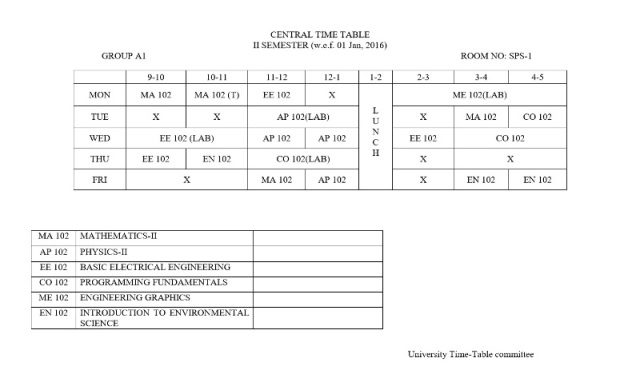 CENTRAL TIME TABLE
II SEMESTER (w.e.f. 01 Jan, 2016)
GROUP A1 ROOM NO: SPS-1
9-10 10-11 11-12 12-1 1-2 2-3 3-4 4-5
MON MA 102 MA 102 (T) EE 102 X LUNCH ME 102(LAB)
TUE X X AP 102(LAB) X MA 102 CO 102
WED EE 102 (LAB) AP 102 AP 102 EE 102 CO 102
THU EE 102 EN 102 CO 102(LAB) X X
FRI X MA 102 AP 102 X EN 102 EN 102
MA 102 MATHEMATICS-II
AP 102 PHYSICS-II
EE 102 BASIC ELECTRICAL ENGINEERING
CO 102 PROGRAMMING FUNDAMENTALS
ME 102 ENGINEERING GRAPHICS
EN 102 INTRODUCTION TO ENVIRONMENTAL
SCIENCE
University Time-Table committee